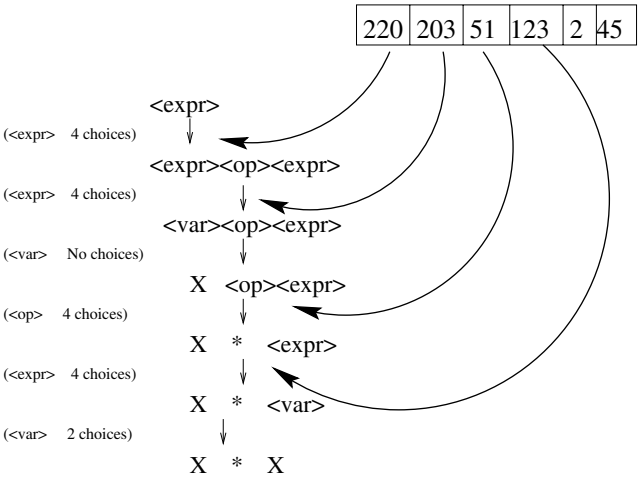 220 203 51 123 2 45
<expr>
(<expr> 4 choices)
<expr><op><expr>
(<expr> 4 choices)
<var><op><expr>
(<var> No choices)
X <op><expr>
(<op> 4 choices)
X * <expr>
(<expr> 4 choices)
X * <var>
(<var> 2 choices)
X * X